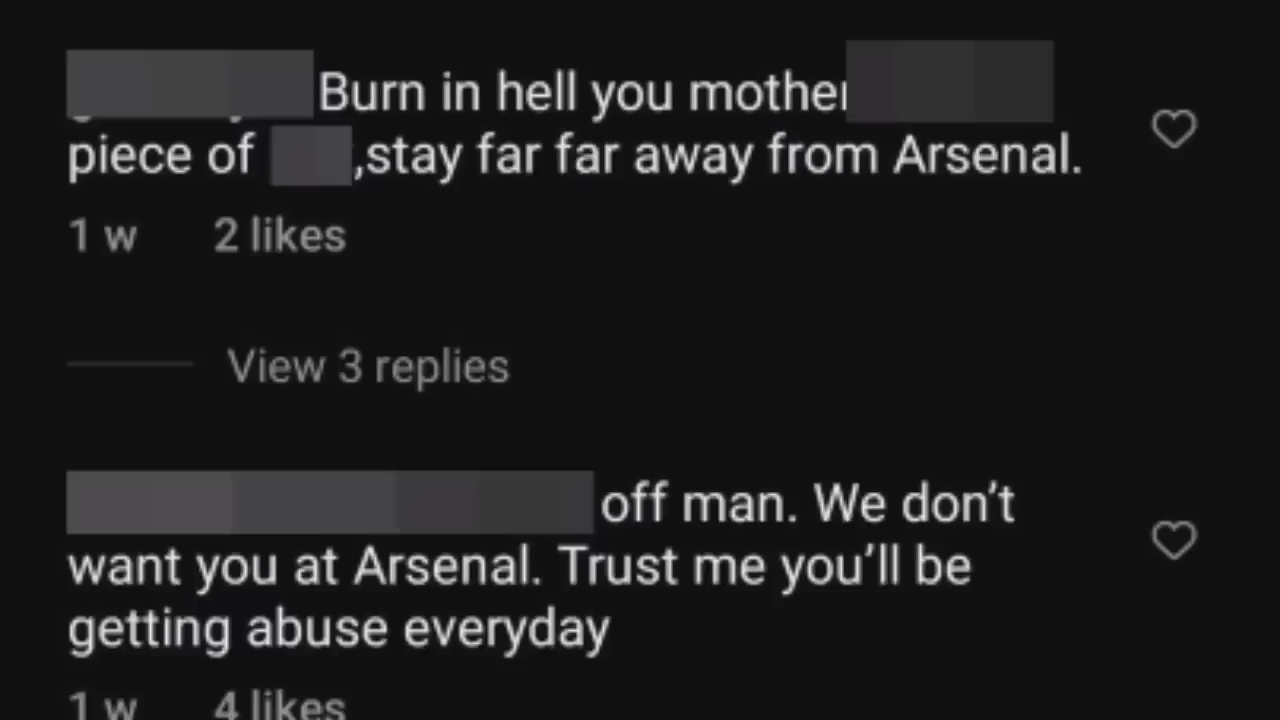 Burn in hell you mother
piece of ,stay far far away from Arsenal.
1 w 2 likes
View 3 replies
off man. We don't
want you at Arsenal. Trust me you'll be
getting abuse everyday
1 w 4 likes